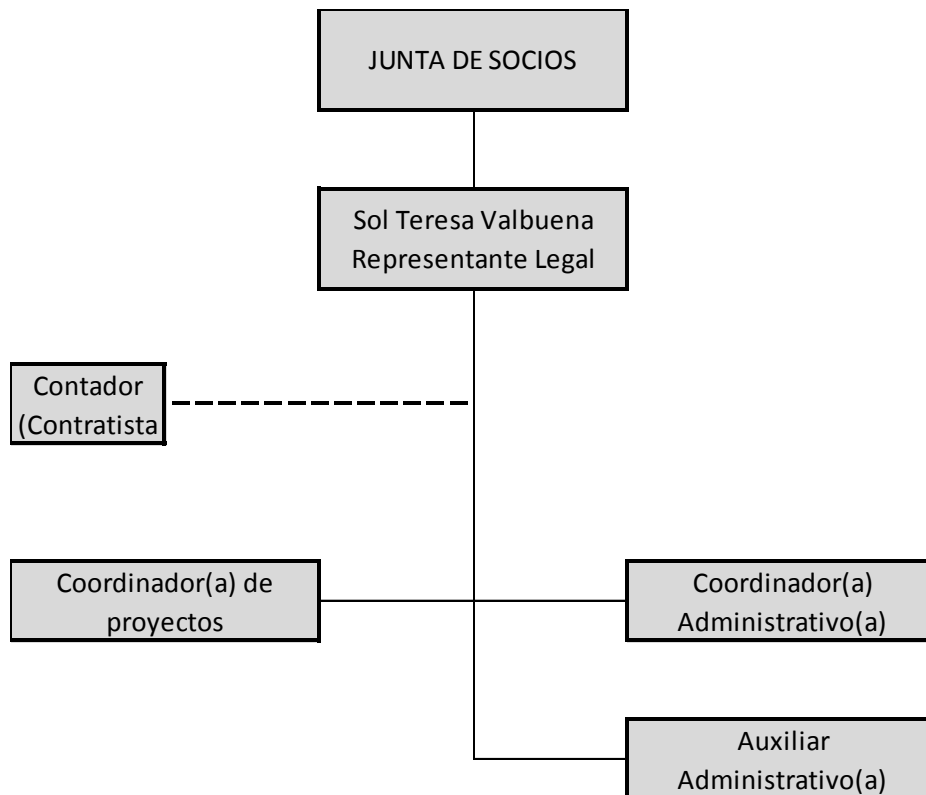 JUNTA DE SOCIOS
Sol Teresa Valbuena
Representante Legal
Contador
(Contratista
Coordinador(a) de
proyectos
Coordinador(a)
Administrativo(a)
Auxiliar
Administrativo(a)